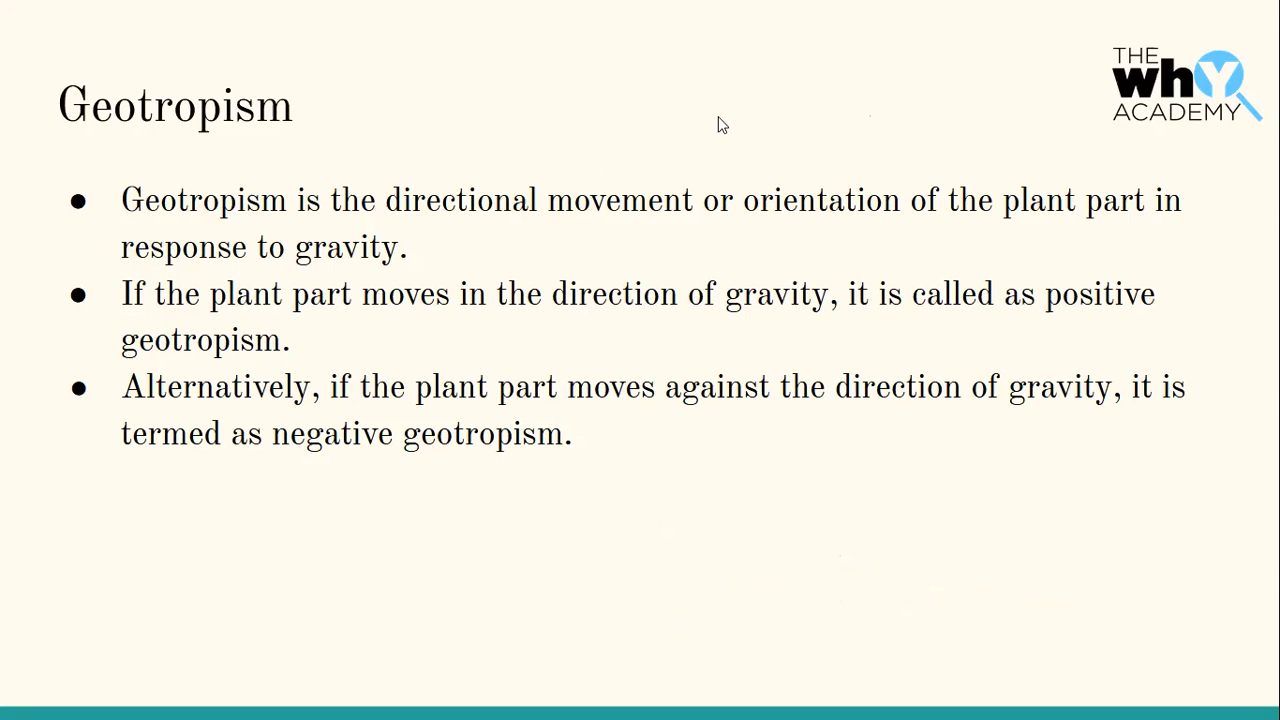 THE
whY
ACADEMY
Geotropism
● Geotropism is the directional movement or orientation of the plant part in
response to gravity.
● If the plant part moves in the direction of gravity, it is called as positive
geotropism.
● Alternatively, if the plant part moves against the direction of gravity, it is
termed as negative geotropism.